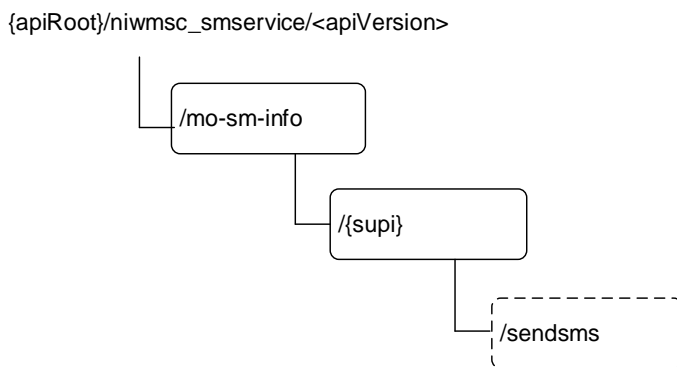 {apiRoot}/niwmsc_smservice/<apiVersion>
/mo-sm-info
/{supi}
/sendsms